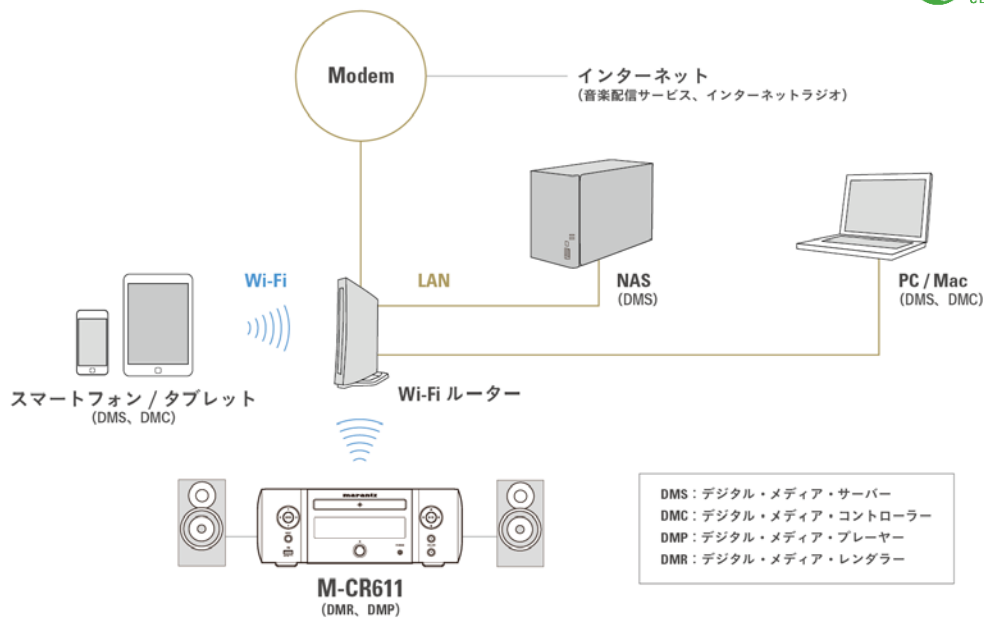 Modem
インターネット
(音楽配信サービス、インターネットラジオ)
Wi-Fi
LAN
NAS
(DMS)
PC / Mac
(DMS、DMC)
スマートフォン / タブレット
(DMS、DMC)
Wi-Fi ルーター
marantz
M-CR611
(DMR、DMP)
DMS：デジタル・メディア・サーバー
DMC：デジタル・メディア・コントローラー
DMP：デジタル・メディア・プレーヤー
DMR：デジタル・メディア・レンダラー